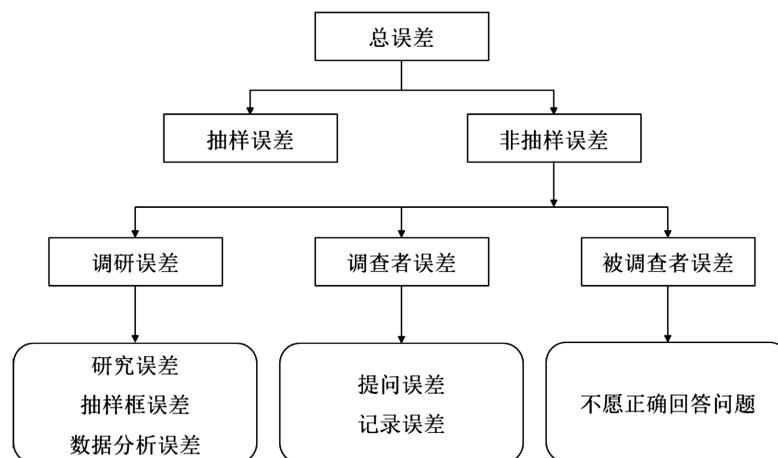 总误差
抽样误差
非抽样误差
调研误差
调查者误差
被调查者误差
研究误差
抽样框误差
数据分析误差
提问误差
记录误差
不愿正确回答问题